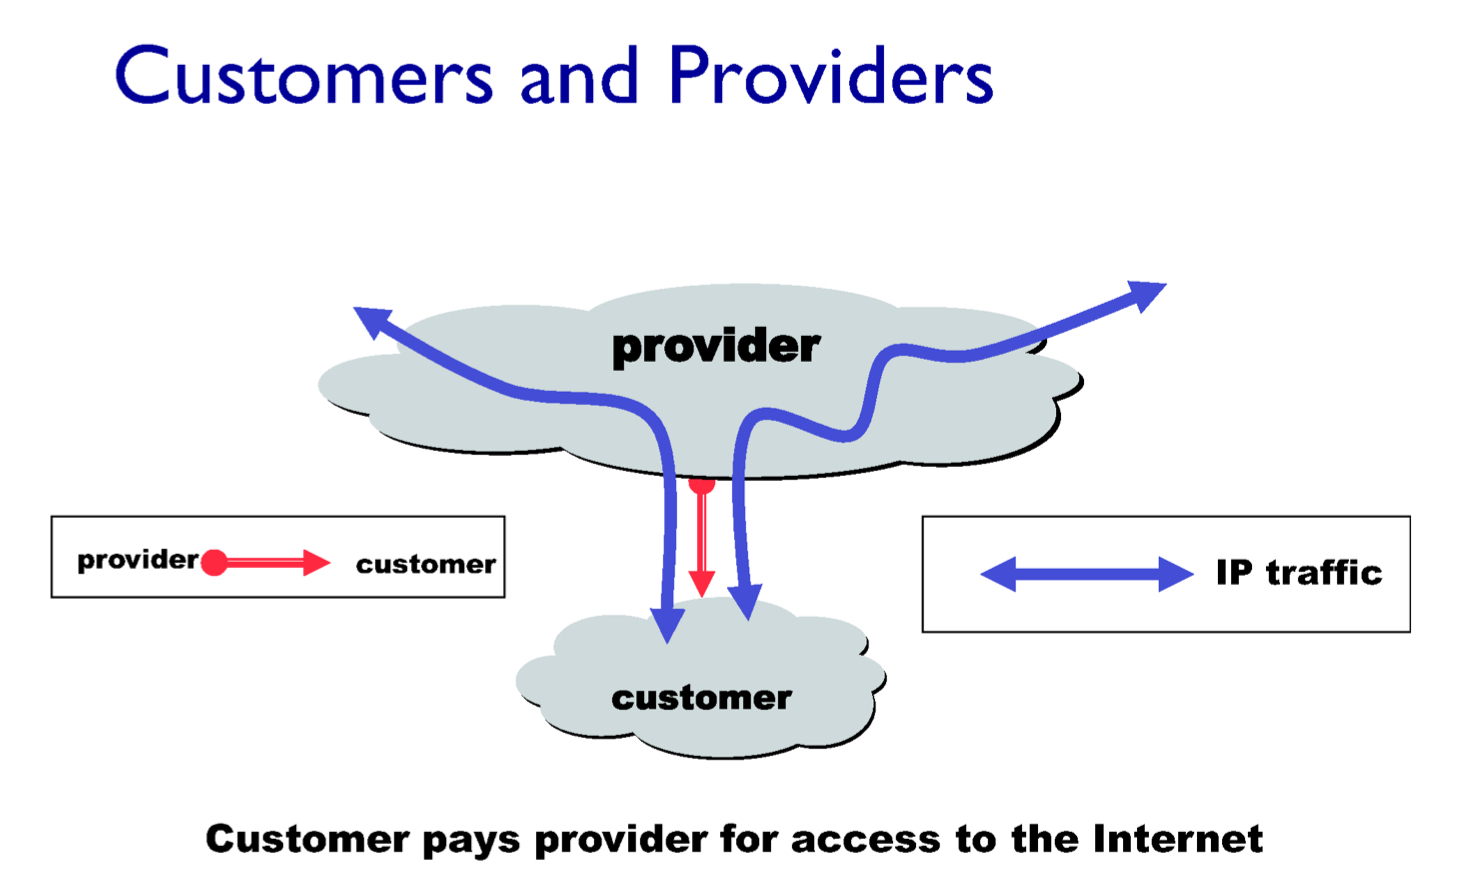 Customers and Providers
provider
provider customer
IP traffic
customer
Customer pays provider for access to the Internet